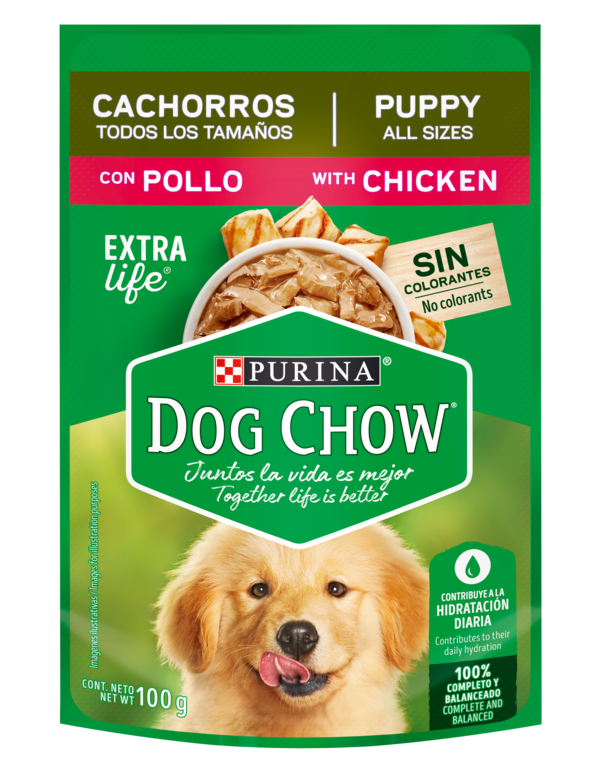 CACHORROS
TODOS LOS TAMAÑOS
PUPPY
ALL SIZES
CON POLLO
WITH CHICKEN
EXTRA
life®
SIN
COLORANTES
No colorants
PURINA®
DOG CHOW®
Juntos la vida es mejor
Together life is better
Imágenes ilustrativas / Images for illustration purposes
CONT. NETO
NET WT 100 g
CONTRIBUYE A LA
HIDRATACIÓN
DIARIA
Contributes to their
daily hydration
100%
COMPLETO Y
BALANCEADO
COMPLETE AND
BALANCED